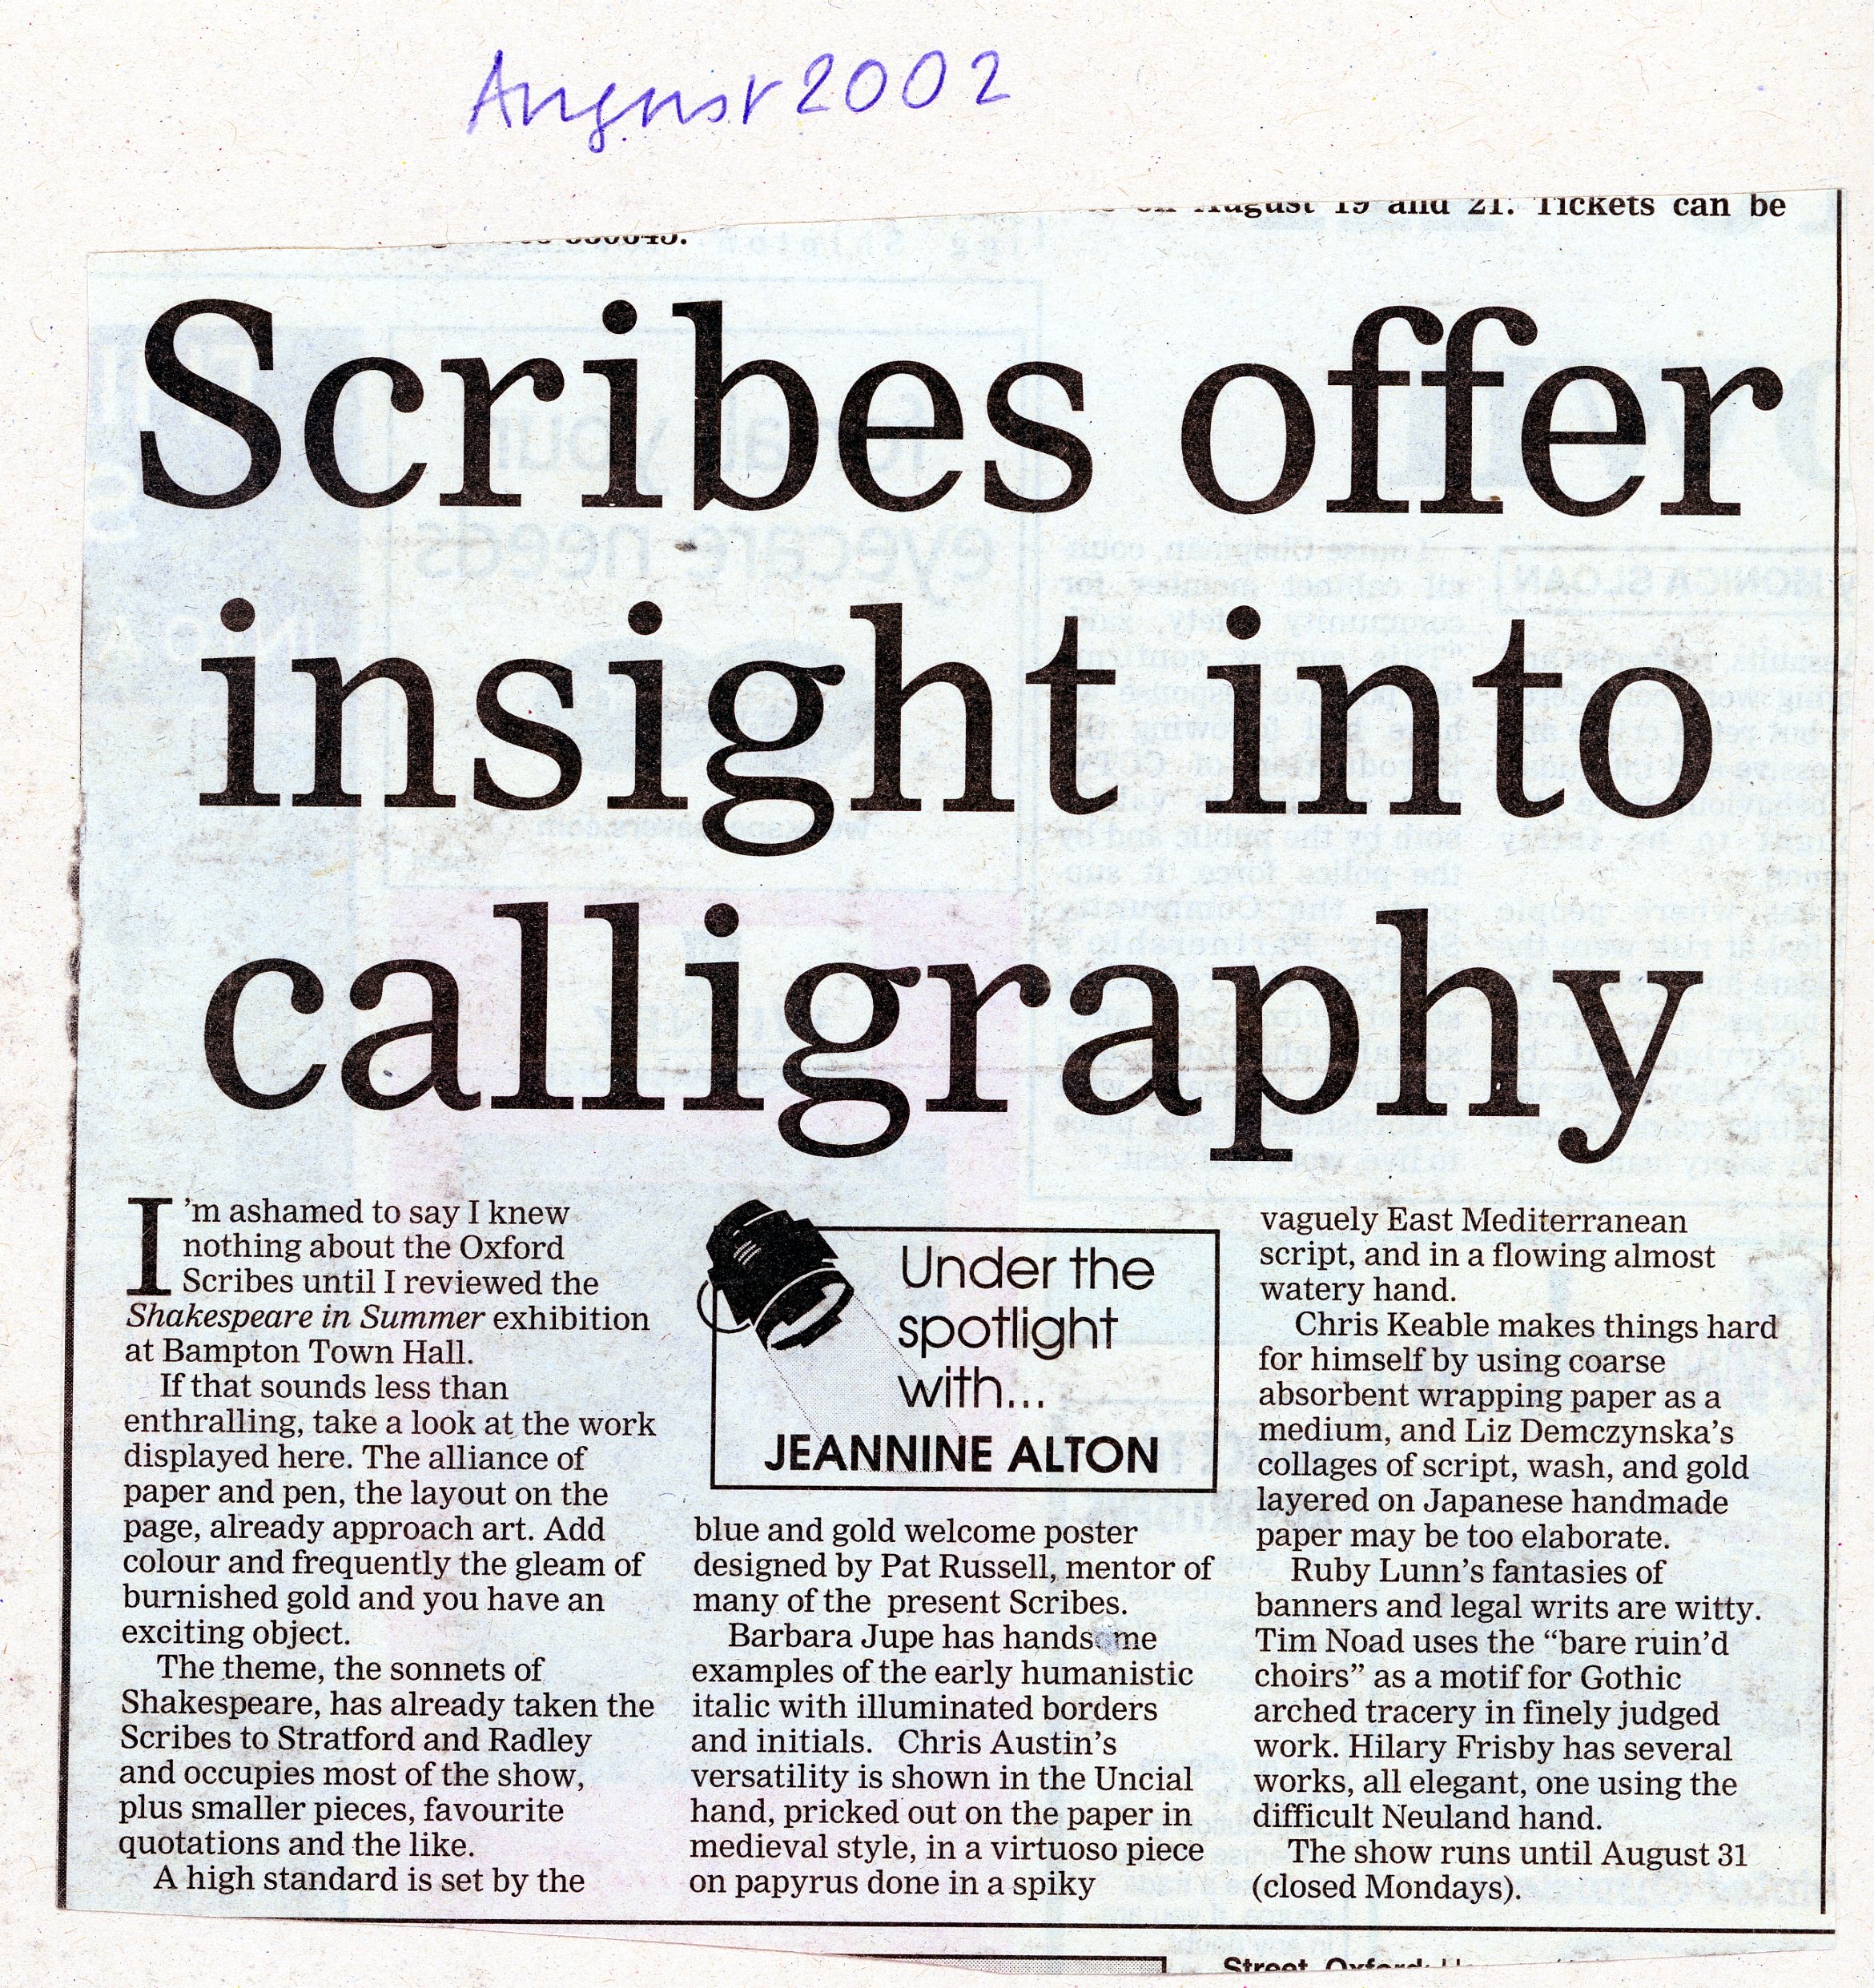 August 2002
August 19 and 21. Tickets can be
Scribes offer
insight into
calligraphy
I'm ashamed to say I knew
nothing about the Oxford
Scribes until I reviewed the
Shakespeare in Summer exhibition
at Bampton Town Hall.
If that sounds less than
enthralling, take a look at the work
displayed here. The alliance of
paper and pen, the layout on the
page, already approach art. Add
colour and frequently the gleam of
burnished gold and you have an
exciting object.
The theme, the sonnets of
Shakespeare, has already taken the
Scribes to Stratford and Radley
and occupies most of the show,
plus smaller pieces, favourite
quotations and the like.
A high standard is set by the
Under the
spotlight
with...
JEANNINE ALTON
blue and gold welcome poster
designed by Pat Russell, mentor of
many of the present Scribes.
Barbara Jupe has handsome
examples of the early humanistic
italic with illuminated borders
and initials. Chris Austin's
versatility is shown in the Uncial
hand, pricked out on the paper in
medieval style, in a virtuoso piece
on papyrus done in a spiky
vaguely East Mediterranean
script, and in a flowing almost
watery hand.
Chris Keable makes things hard
for himself by using coarse
absorbent wrapping paper as a
medium, and Liz Demczynska's
collages of script, wash, and gold
layered on Japanese handmade
paper may be too elaborate.
Ruby Lunn's fantasies of
banners and legal writs are witty.
Tim Noad uses the “bare ruin'd
choirs” as a motif for Gothic
arched tracery in finely judged
work. Hilary Frisby has several
works, all elegant, one using the
difficult Neuland hand.
The show runs until August 31
(closed Mondays).
Street, Oxford